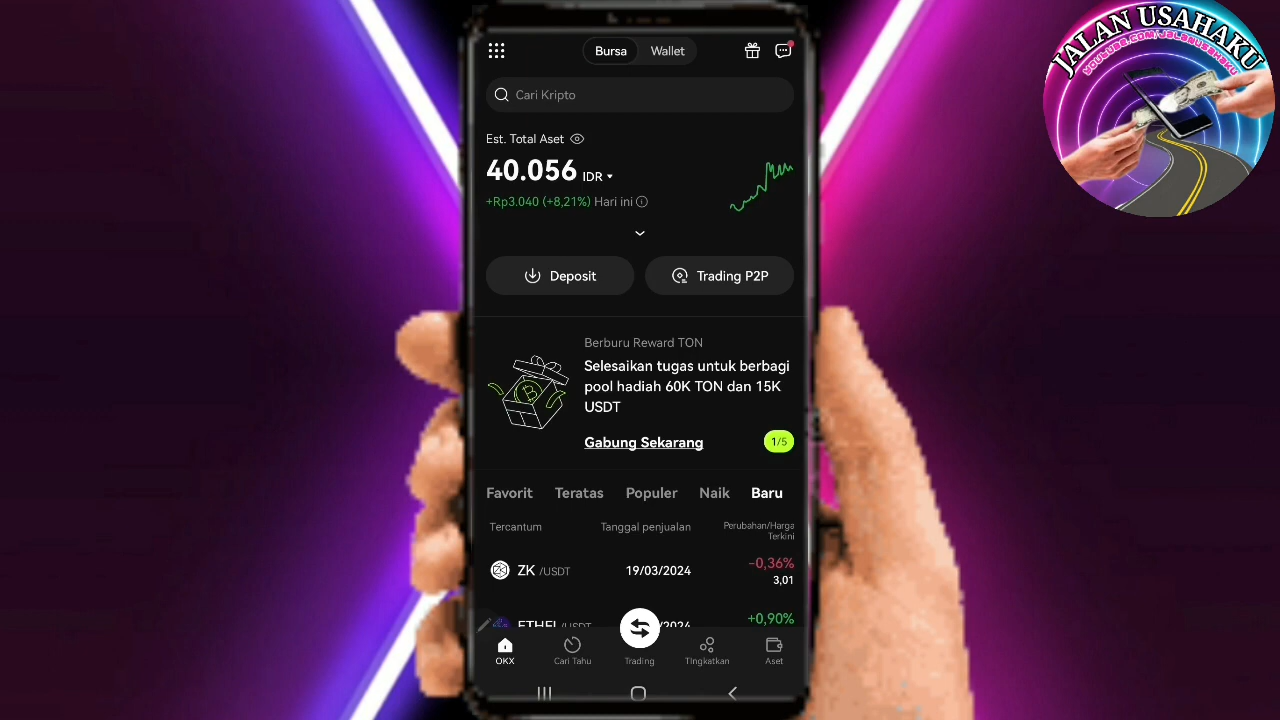 Bursa
Wallet
Cari Kripto
Est. Total Aset
40.056 IDR
+Rp3.040 (+8,21%) Hari ini
Deposit
Trading P2P
Berburu Reward TON
Selesaikan tugas untuk berbagi
pool hadiah 60K TON dan 15K
USDT
Gabung Sekarang
1/5
Favorit Teratas Populer Naik Baru
Tercantum Tanggal penjualan Perubahan/Harga
Terkini
ZK /USDT 19/03/2024 −0,36%
3,01
ETHFI /USDT /2024 +0,90%
OKX Cari Tahu Trading TIngkatkan Aset
JALAN USAHAKU
YOUTUBE.COM/JALANUSAHAKU